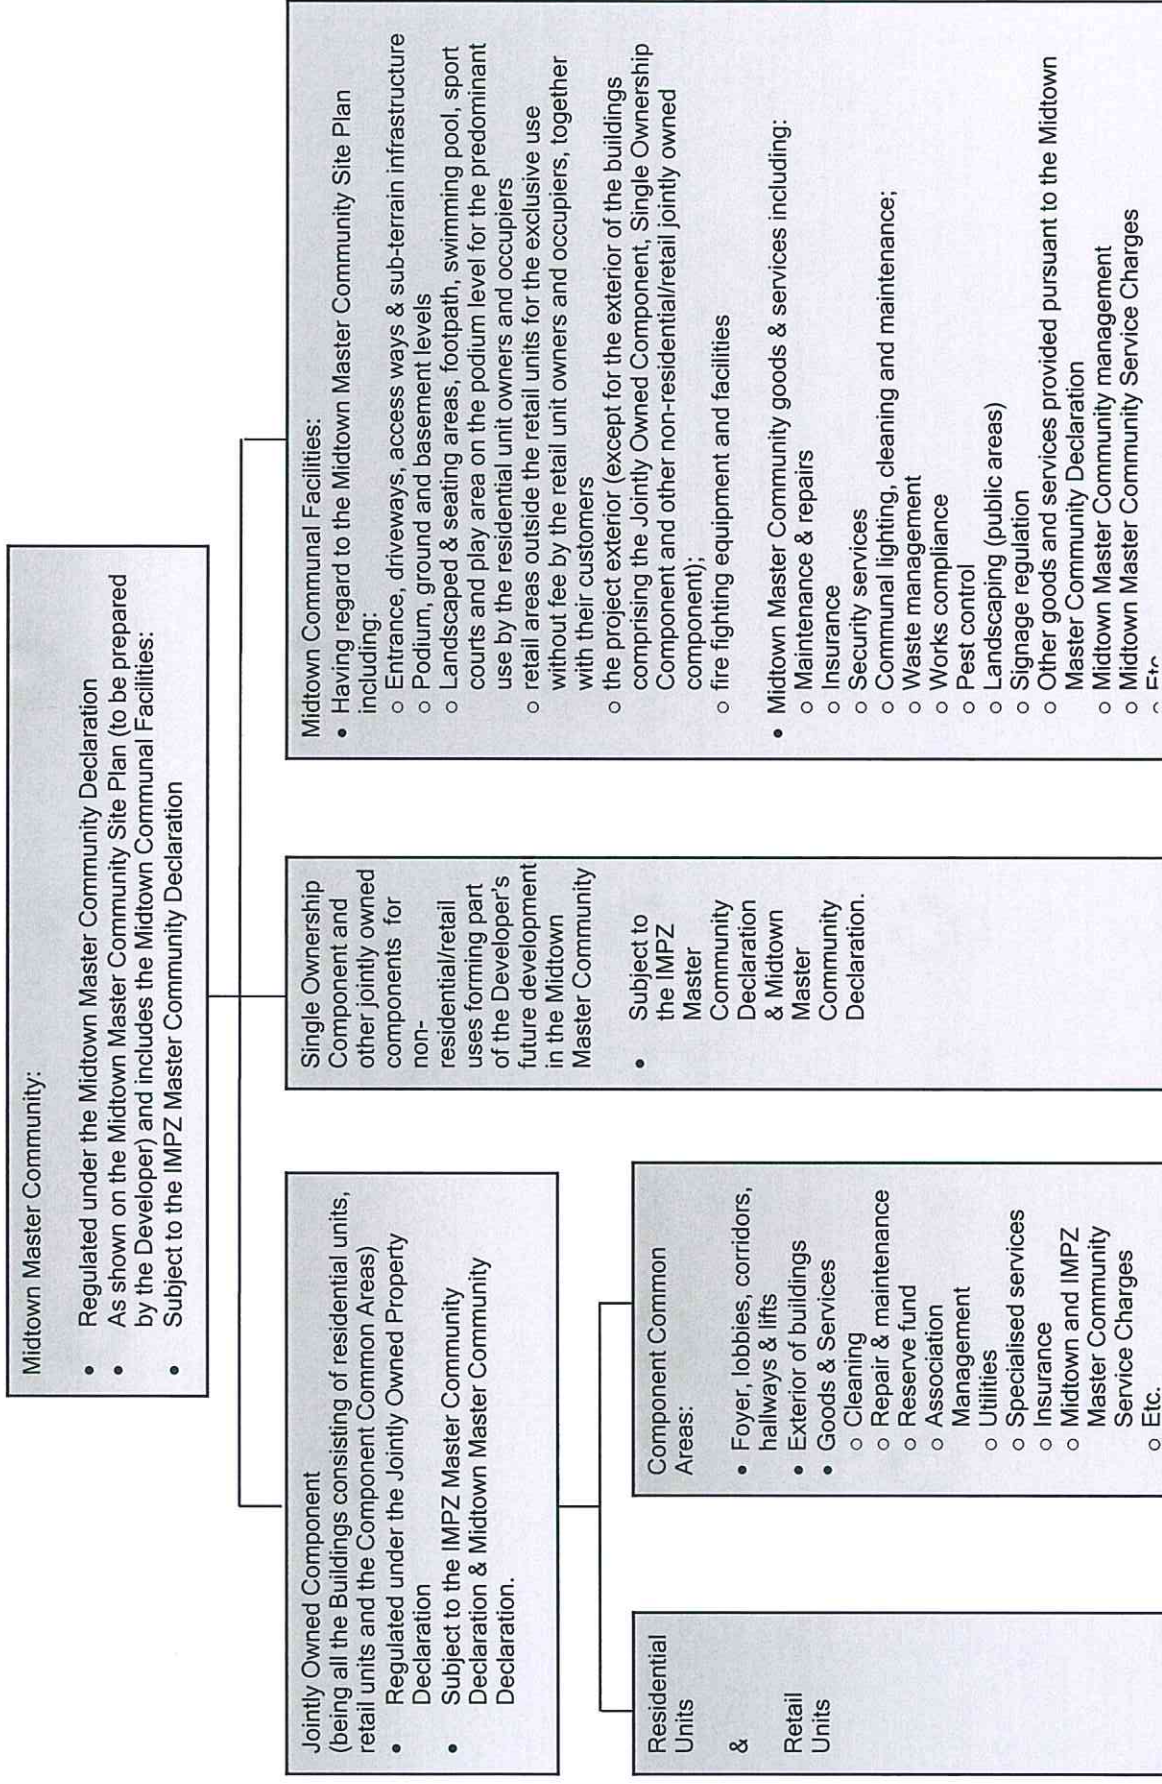 Midtown Master Community:
• Regulated under the Midtown Master Community Declaration
• As shown on the Midtown Master Community Site Plan (to be prepared
by the Developer) and includes the Midtown Communal Facilities:
• Subject to the IMPZ Master Community Declaration
Jointly Owned Component
(being all the Buildings consisting of residential units,
retail units and the Component Common Areas)
• Regulated under the Jointly Owned Property
Declaration
• Subject to the IMPZ Master Community
Declaration & Midtown Master Community
Declaration.
Residential
Units
&
Retail
Units
Component Common
Areas:
• Foyer, lobbies, corridors,
hallways & lifts
• Exterior of buildings
• Goods & Services
o Cleaning
o Repair & maintenance
o Reserve fund
o Association
Management
o Utilities
o Specialised services
o Insurance
o Midtown and IMPZ
Master Community
Service Charges
o Etc.
Single Ownership
Component and
other jointly owned
components for
non-
residential/retail
uses forming part
of the Developer's
future development
in the Midtown
Master Community
• Subject to
the IMPZ
Master
Community
Declaration
& Midtown
Master
Community
Declaration.
Midtown Communal Facilities:
• Having regard to the Midtown Master Community Site Plan
including:
o Entrance, driveways, access ways & sub-terrain infrastructure
o Podium, ground and basement levels
o Landscaped & seating areas, footpath, swimming pool, sport
courts and play area on the podium level for the predominant
use by the residential unit owners and occupiers
o retail areas outside the retail units for the exclusive use
without fee by the retail unit owners and occupiers, together
with their customers
o the project exterior (except for the exterior of the buildings
comprising the Jointly Owned Component, Single Ownership
Component and other non-residential/retail jointly owned
component);
o fire fighting equipment and facilities
• Midtown Master Community goods & services including:
o Maintenance & repairs
o Insurance
o Security services
o Communal lighting, cleaning and maintenance;
o Waste management
o Works compliance
o Pest control
o Landscaping (public areas)
o Signage regulation
o Other goods and services provided pursuant to the Midtown
Master Community Declaration
o Midtown Master Community management
o Midtown Master Community Service Charges
o Etc